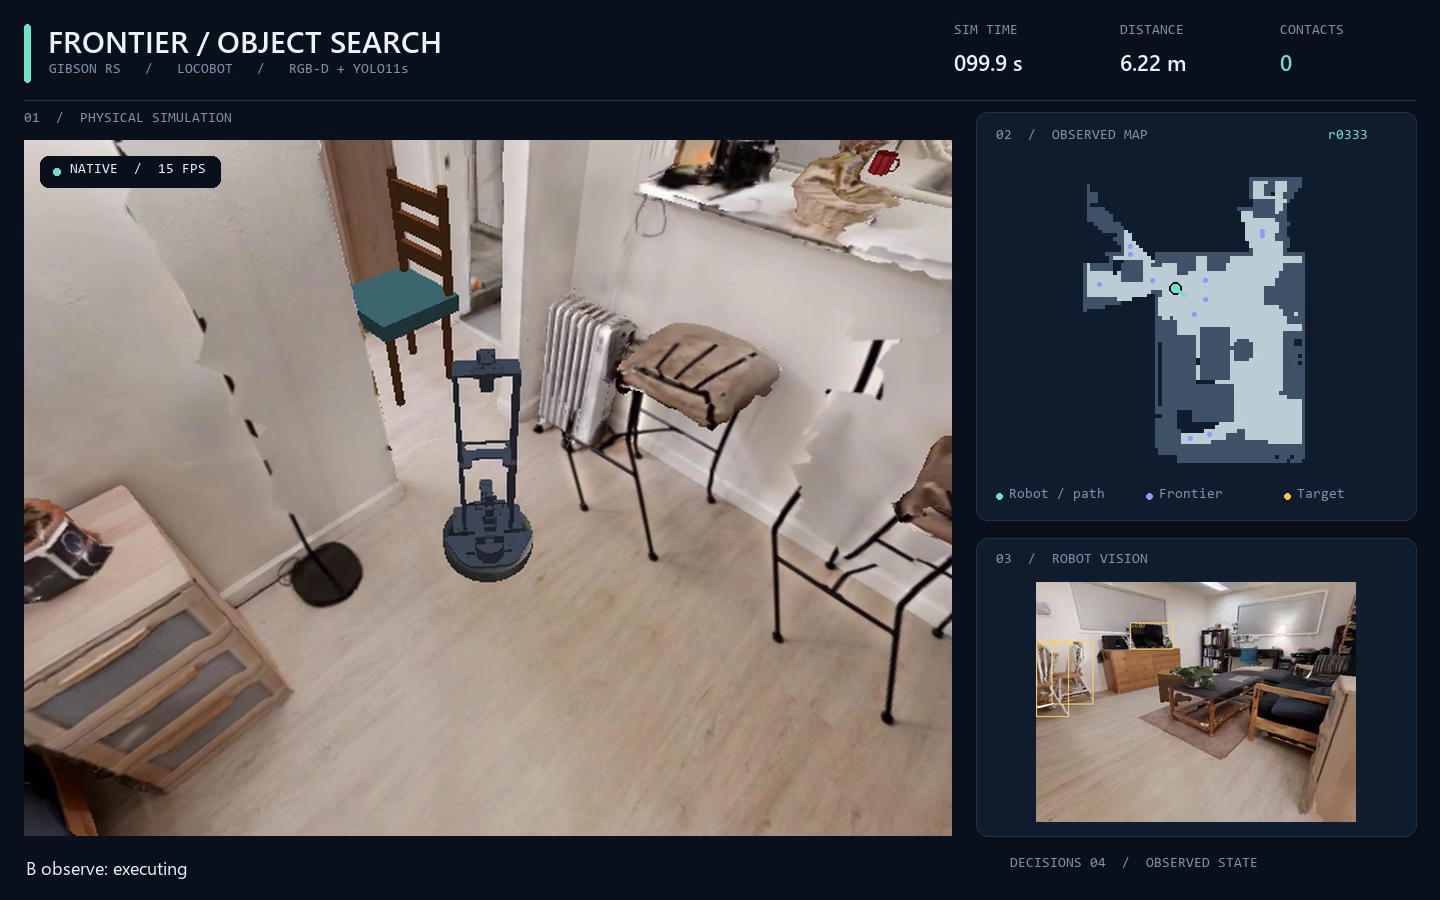 FRONTIER / OBJECT SEARCH
GIBSON RS / LOCOBOT / RGB-D + YOLO11s
SIM TIME
099.9 s
DISTANCE
6.22 m
CONTACTS
0
01 / PHYSICAL SIMULATION
NATIVE / 15 FPS
02 / OBSERVED MAP
r0333
Robot / path
Frontier
Target
03 / ROBOT VISION
B observe: executing
DECISIONS 04 / OBSERVED STATE